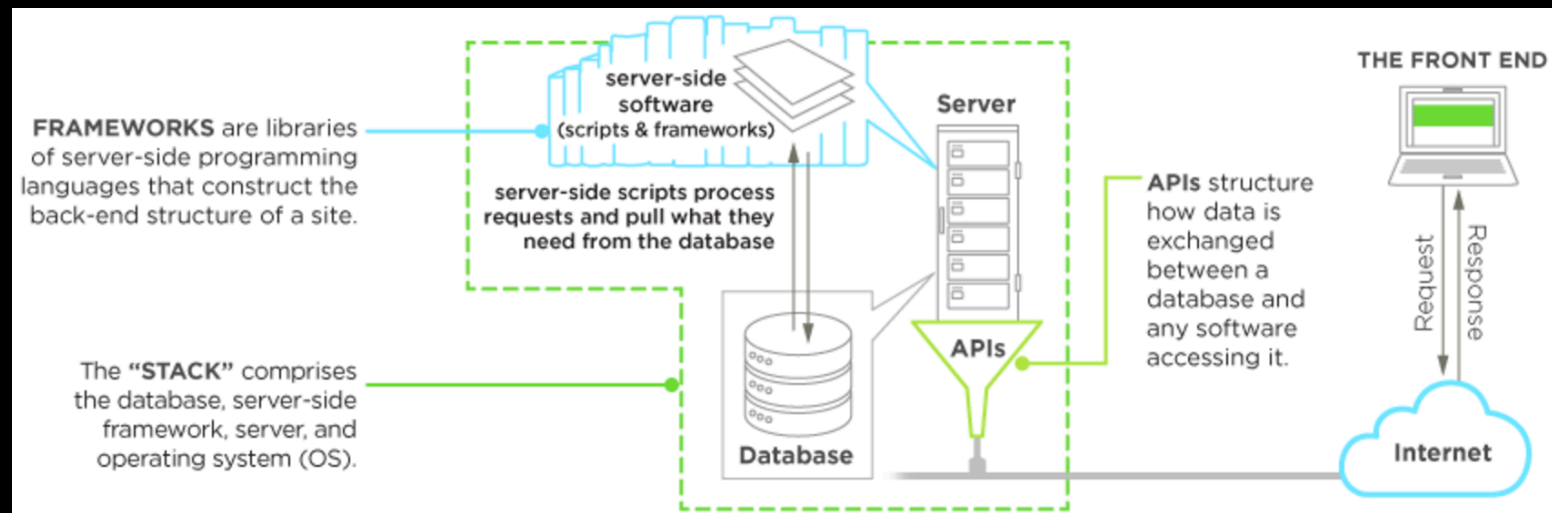 FRAMEWORKS are libraries
of server-side programming
languages that construct the
back-end structure of a site.
The “STACK” comprises
the database, server-side
framework, server, and
operating system (OS).
server-side
software
(scripts & frameworks)
server-side scripts process
requests and pull what they
need from the database
Database
Server
APIs
APIs structure
how data is
exchanged
between a
database and
any software
accessing it.
THE FRONT END
Request
Response
Internet